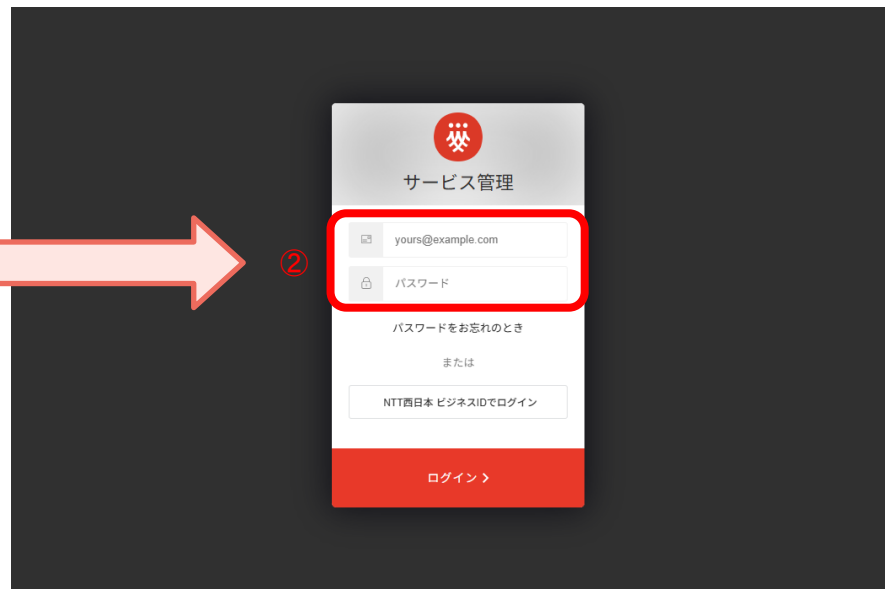 サービス管理
②
yours@example.com
パスワード
パスワードをお忘れのとき
または
NTT西日本 ビジネスIDでログイン
ログイン